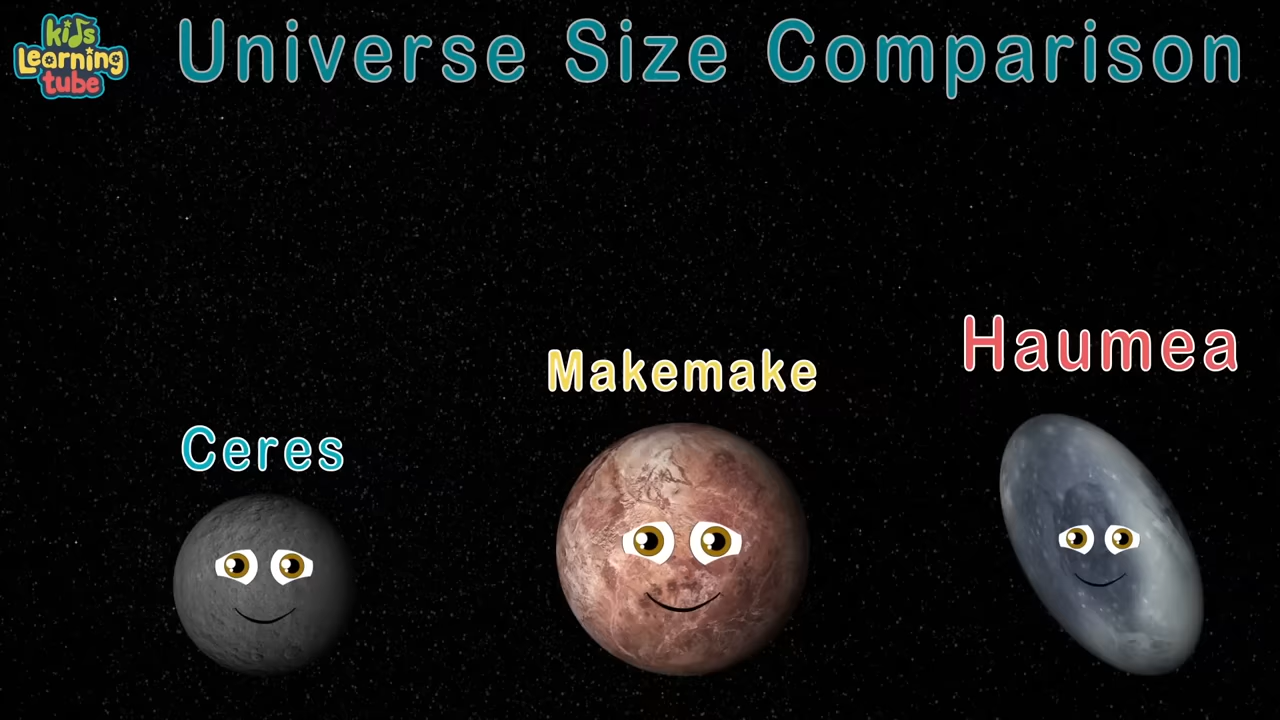 kids
Learning
tube
Universe Size Comparison
Haumea
Makemake
Ceres